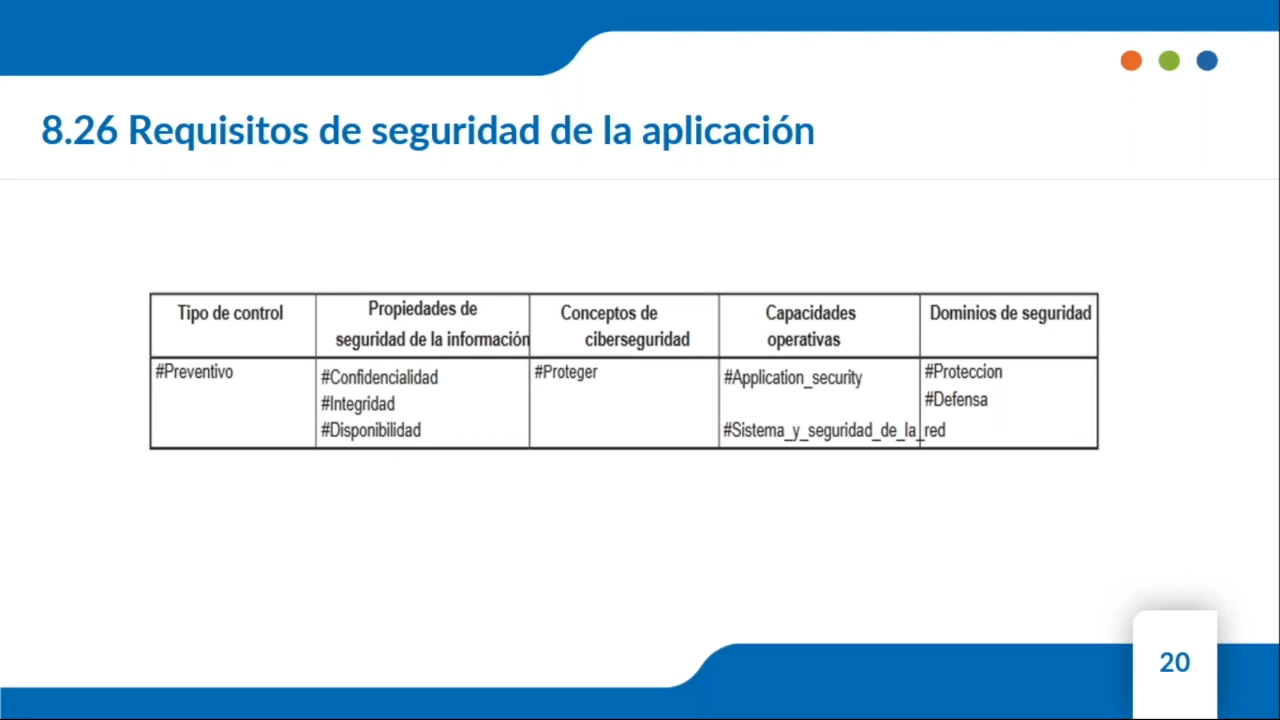 8.26 Requisitos de seguridad de la aplicación
Tipo de control
Propiedades de
seguridad de la información
Conceptos de
ciberseguridad
Capacidades
operativas
Dominios de seguridad
#Preventivo
#Confidencialidad
#Integridad
#Disponibilidad
#Proteger
#Application_security
#Sistema_y_seguridad_de_la_red
#Proteccion
#Defensa
20